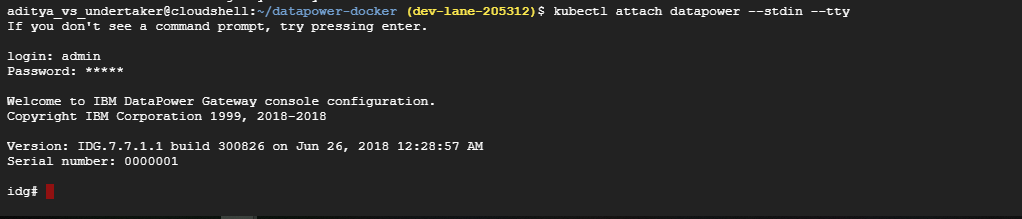 aditya_vs_undertaker@cloudshell:~/datapower-docker (dev-lane-205312)$ kubectl attach datapower --stdin --tty
If you don't see a command prompt, try pressing enter.
login: admin
Password: *****
Welcome to IBM DataPower Gateway console configuration.
Copyright IBM Corporation 1999, 2018-2018
Version: IDG.7.7.1.1 build 300826 on Jun 26, 2018 12:28:57 AM
Serial number: 0000001
idg#